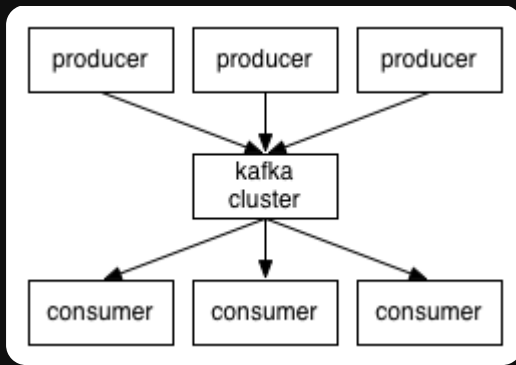 producer
producer
producer
kafka
cluster
consumer
consumer
consumer